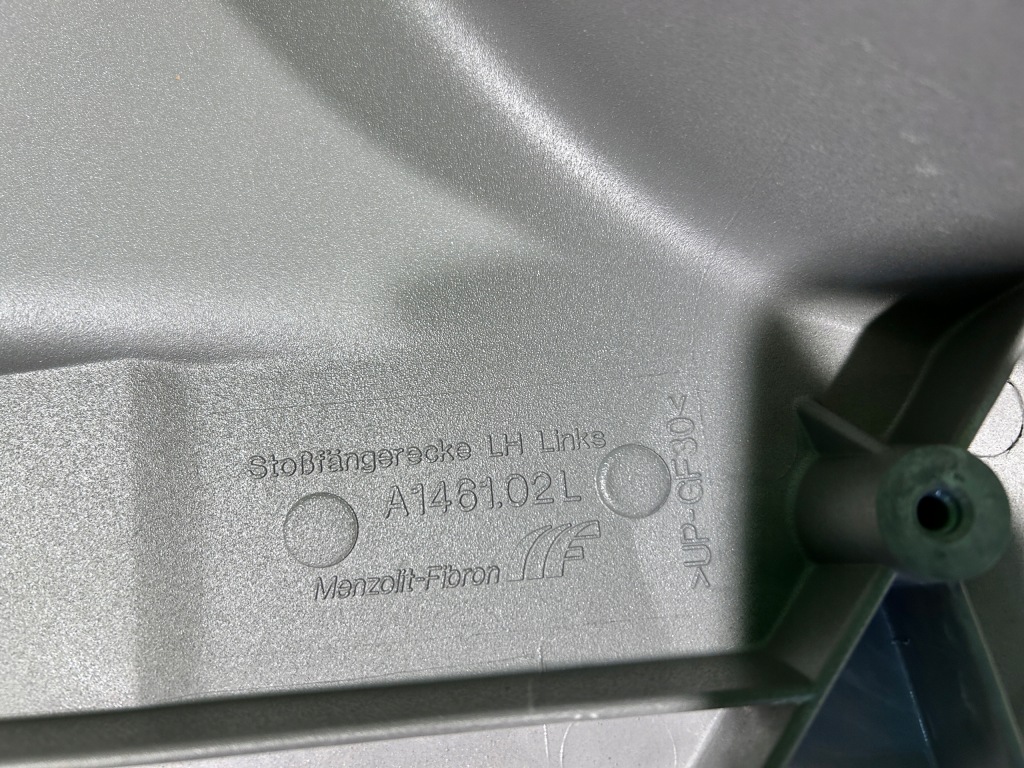 Stoßfängerecke LH Links
A1461.02L
Menzolit-Fibron
>UP-GF30<